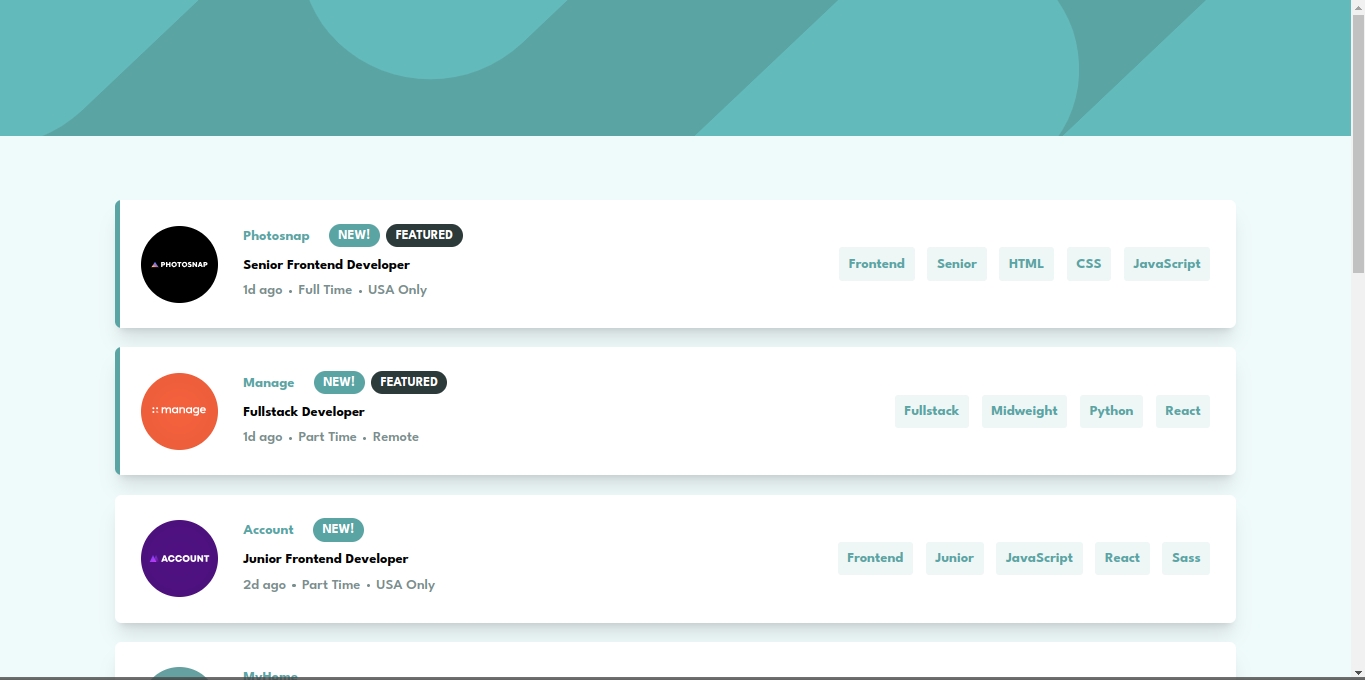 PHOTOSNAP
Photosnap NEW! FEATURED
Senior Frontend Developer
1d ago • Full Time • USA Only
Frontend Senior HTML CSS JavaScript
manage
Manage NEW! FEATURED
Fullstack Developer
1d ago • Part Time • Remote
Fullstack Midweight Python React
ACCOUNT
Account NEW!
Junior Frontend Developer
2d ago • Part Time • USA Only
Frontend Junior JavaScript React Sass
MyHome